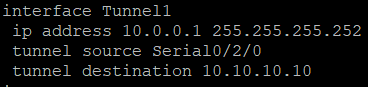 interface Tunnel1
ip address 10.0.0.1 255.255.255.252
tunnel source Serial0/2/0
tunnel destination 10.10.10.10